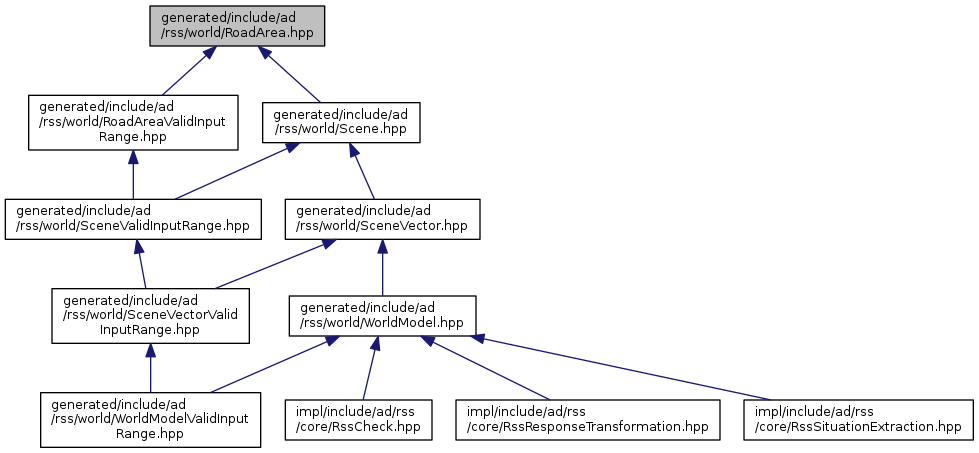 generated/include/ad
/rss/world/RoadArea.hpp
generated/include/ad
/rss/world/RoadAreaValidInput
Range.hpp
generated/include/ad
/rss/world/Scene.hpp
generated/include/ad
/rss/world/SceneValidInputRange.hpp
generated/include/ad
/rss/world/SceneVector.hpp
generated/include/ad
/rss/world/SceneVectorValid
InputRange.hpp
generated/include/ad
/rss/world/WorldModel.hpp
generated/include/ad
/rss/world/WorldModelValidInput
Range.hpp
impl/include/ad/rss
/core/RssCheck.hpp
impl/include/ad/rss
/core/RssResponseTransformation.hpp
impl/include/ad/rss
/core/RssSituationExtraction.hpp